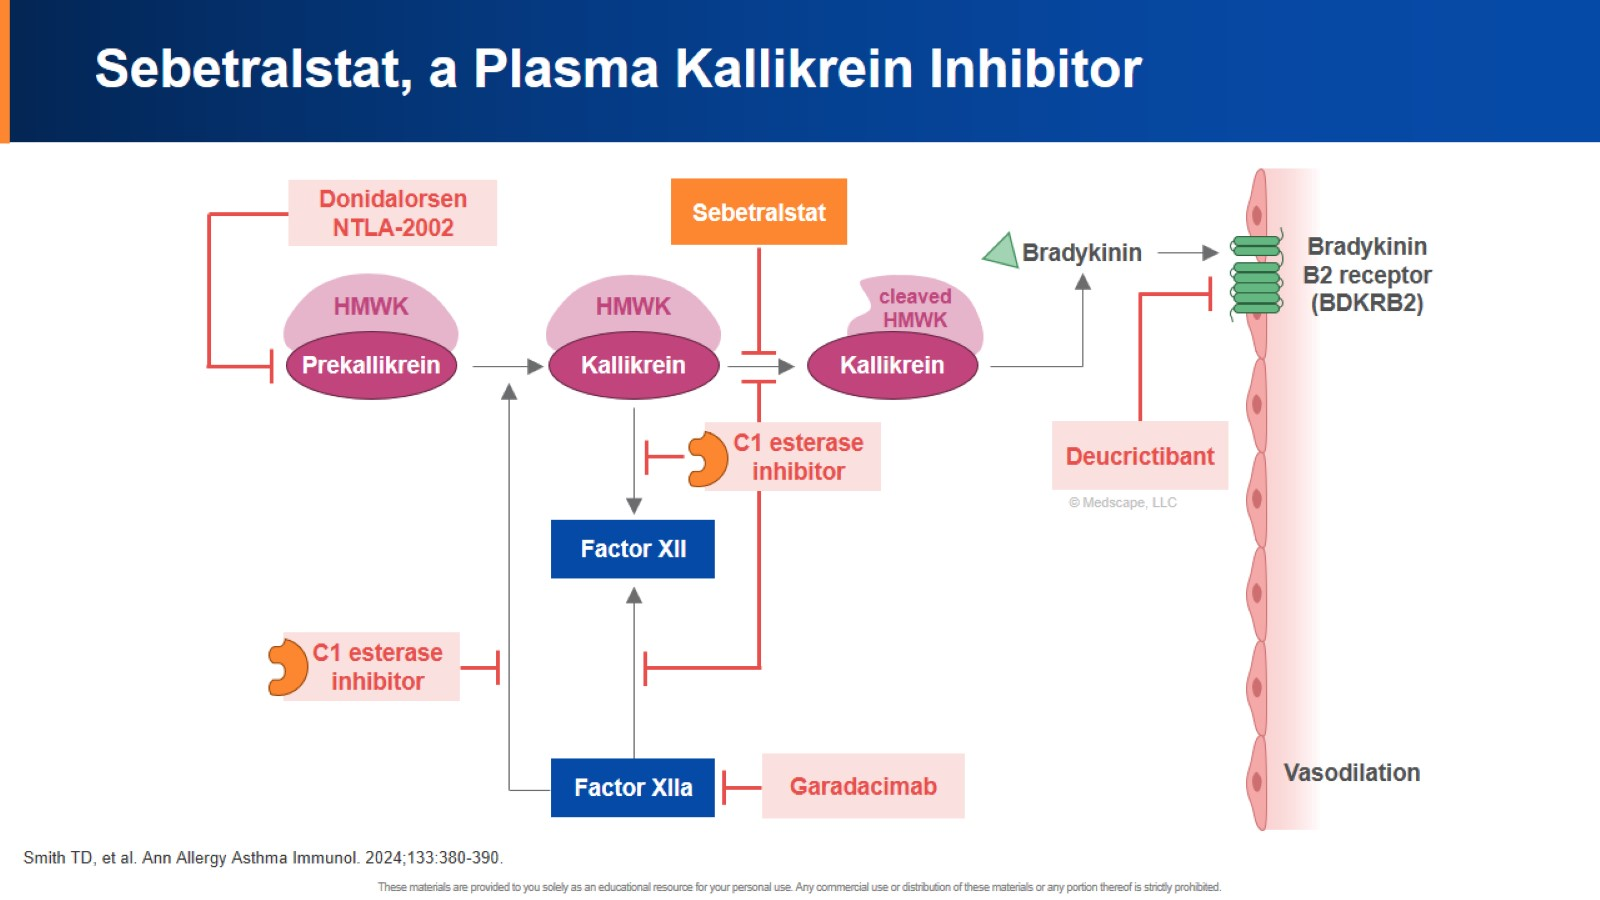 Sebetralstat, a Plasma Kallikrein Inhibitor
Donidalorsen
NTLA-2002
Sebetralstat
HMWK
Prekallikrein
HMWK
Kallikrein
cleaved
HMWK
Kallikrein
Bradykinin
Bradykinin
B2 receptor
(BDKRB2)
C1 esterase
inhibitor
Deucrictibant
© Medscape, LLC
Factor XII
C1 esterase
inhibitor
Factor XIIa
Garadacimab
Vasodilation
Smith TD, et al. Ann Allergy Asthma Immunol. 2024;133:380-390.
These materials are provided to you solely as an educational resource for your personal use. Any commercial use or distribution of these materials or any portion thereof is strictly prohibited.